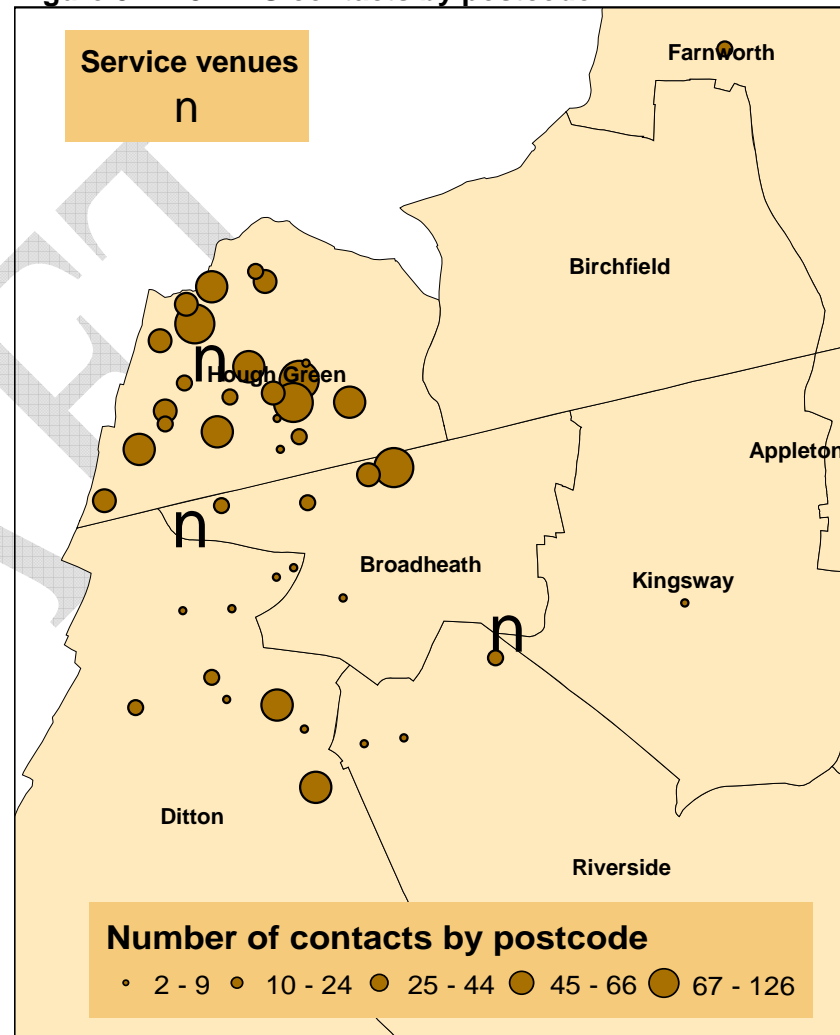 Service venues
n
Farnworth
Birchfield
n
Hough Green
Appleton
n
Broadheath
Kingsway
n
Ditton
Riverside
Number of contacts by postcode
2 - 9 10 - 24 25 - 44 45 - 66 67 - 126